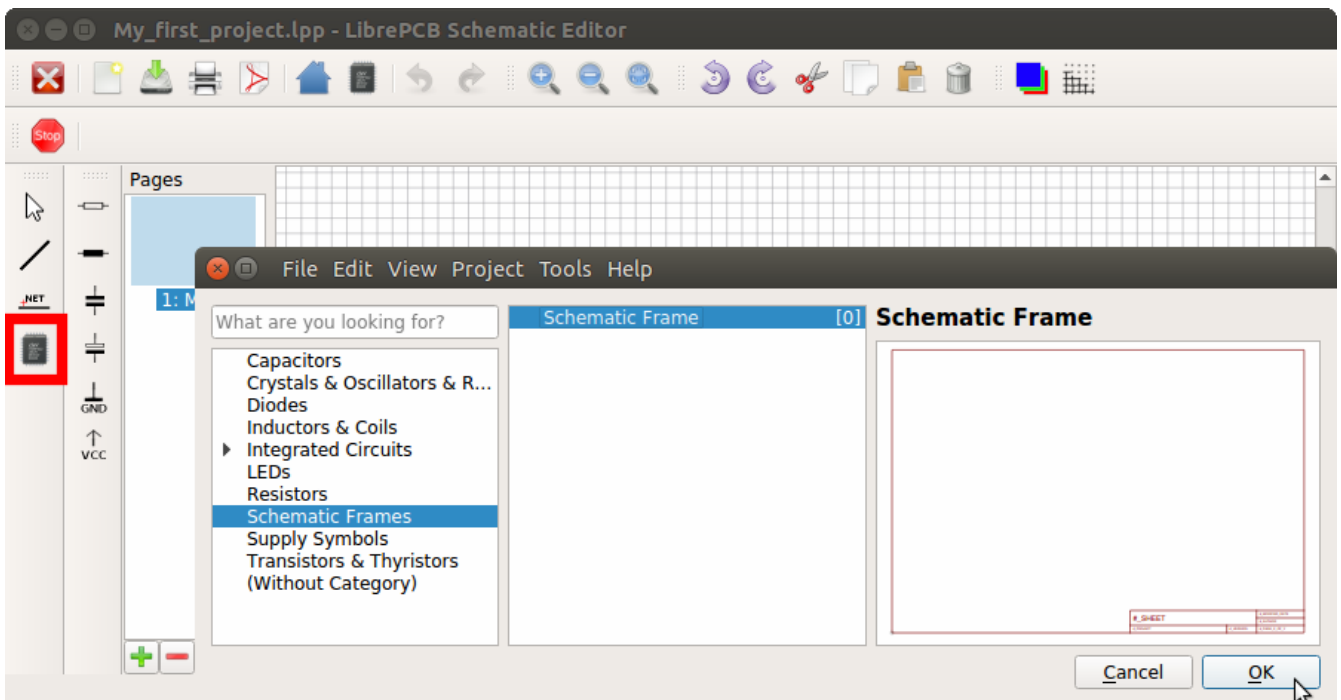 My_first_project.lpp - LibrePCB Schematic Editor
Stop
Pages
NET
GND
VCC
1: M
File Edit View Project Tools Help
What are you looking for?
Capacitors
Crystals & Oscillators & R...
Diodes
Inductors & Coils
Integrated Circuits
LEDs
Resistors
Schematic Frames
Supply Symbols
Transistors & Thyristors
(Without Category)
Schematic Frame [0]
Schematic Frame
#_SHEET
Cancel
OK